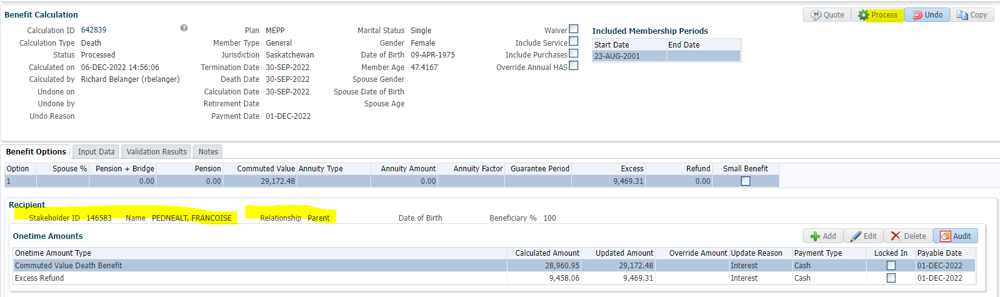 Benefit Calculation Quote Process Undo Copy
Calculation ID 642839 Plan MEPP Marital Status Single Waiver Included Membership Periods
Calculation Type Death Member Type General Gender Female Include Service Start Date End Date
Status Processed Jurisdiction Saskatchewan Date of Birth 09-APR-1975 Include Purchases 23-AUG-2001
Calculated on 06-DEC-2022 14:56:06 Termination Date 30-SEP-2022 Member Age 47.4167 Override Annual HAS
Calculated by Richard Belanger (rbelanger) Death Date 30-SEP-2022 Spouse Gender
Undone on Calculation Date 30-SEP-2022 Spouse Date of Birth
Undone by Retirement Date Spouse Age
Undo Reason Payment Date 01-DEC-2022
Benefit Options Input Data Validation Results Notes
Option Spouse % Pension + Bridge Pension Commuted Value Annuity Type Annuity Amount Annuity Factor Guarantee Period Excess Refund Small Benefit
1 0.00 0.00 29,172.48 0.00 9,469.31 0.00
Recipient
Stakeholder ID 146583 Name PEDNEALT, FRANCOISE Relationship Parent Date of Birth Beneficiary % 100
Onetime Amounts Add Edit Delete Audit
Onetime Amount Type Calculated Amount Updated Amount Override Amount Update Reason Payment Type Locked In Payable Date
Commuted Value Death Benefit 28,960.95 29,172.48 Interest Cash 01-DEC-2022
Excess Refund 9,458.06 9,469.31 Interest Cash 01-DEC-2022